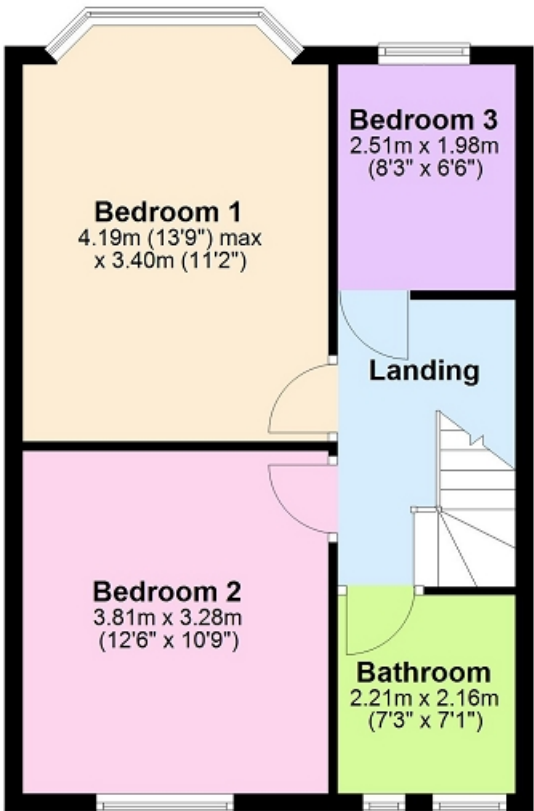 Bedroom 1
4.19m (13'9") max
x 3.40m (11'2")
Bedroom 3
2.51m x 1.98m
(8'3" x 6'6")
Landing
Bedroom 2
3.81m x 3.28m
(12'6" x 10'9")
Bathroom
2.21m x 2.16m
(7'3" x 7'1")